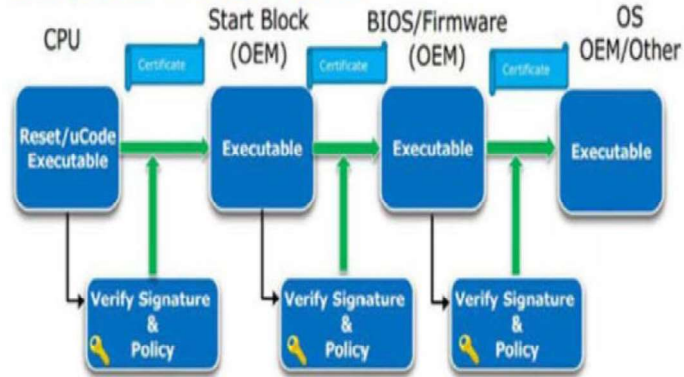 CPU
Start Block
(OEM)
BIOS/Firmware
(OEM)
OS
OEM/Other
Certificate
Certificate
Certificate
Reset/uCode
Executable
Executable
Executable
Executable
Verify Signature
&
Policy
Verify Signature
&
Policy
Verify Signature
&
Policy